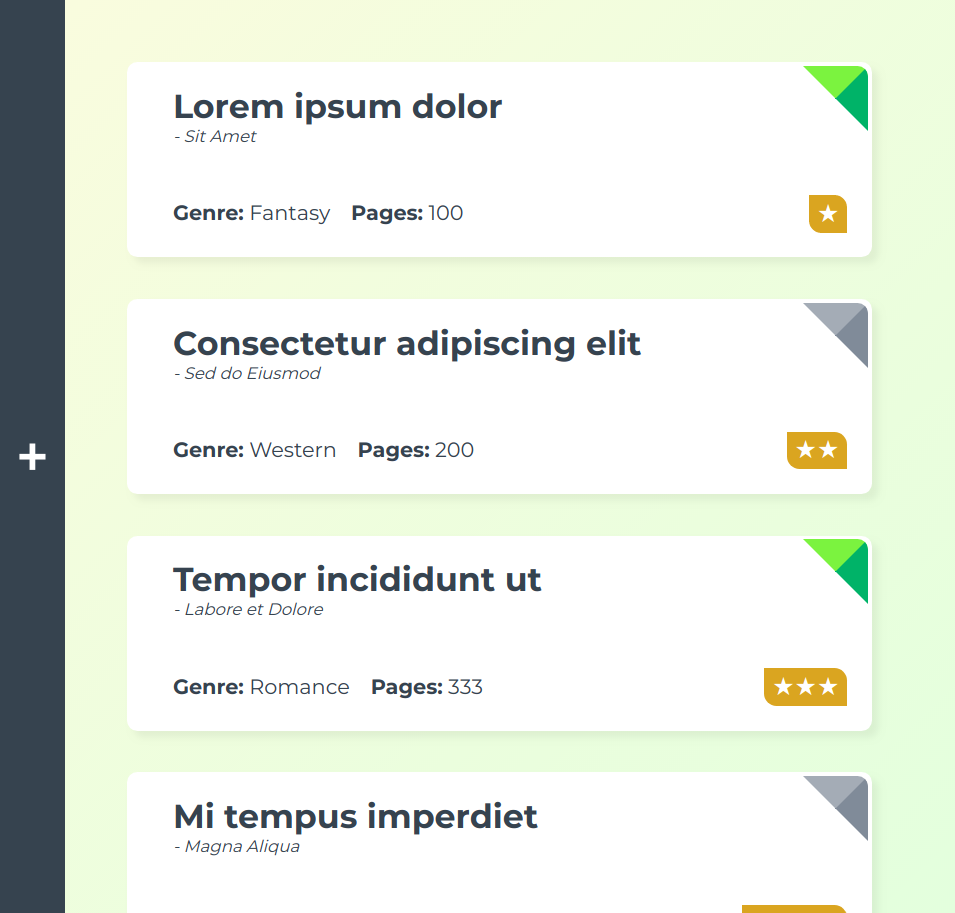 Lorem ipsum dolor
- Sit Amet
Genre: Fantasy Pages: 100
★
Consectetur adipiscing elit
- Sed do Eiusmod
Genre: Western Pages: 200
★★
+
Tempor incididunt ut
- Labore et Dolore
Genre: Romance Pages: 333
★★★
Mi tempus imperdiet
- Magna Aliqua